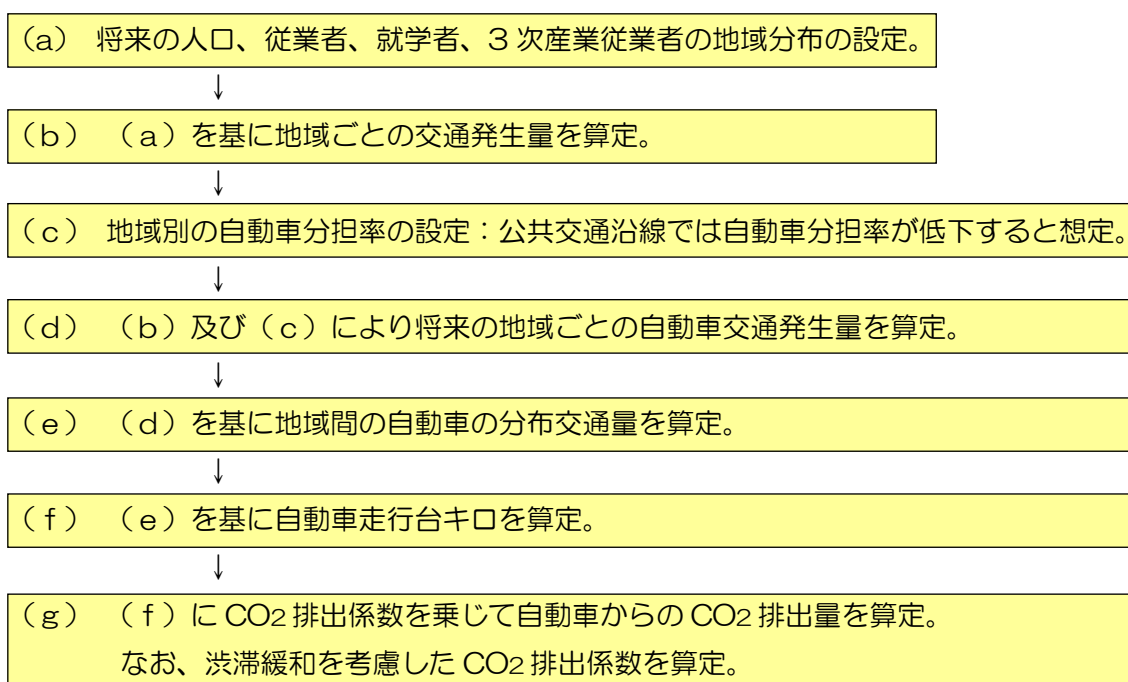 (a) 将来の人口、従業者、就学者、3次産業従業者の地域分布の設定。
↓
(b) (a)を基に地域ごとの交通発生量を算定。
↓
(c) 地域別の自動車分担率の設定:公共交通沿線では自動車分担率が低下すると想定。
↓
(d) (b)及び(c)により将来の地域ごとの自動車交通発生量を算定。
↓
(e) (d)を基に地域間の自動車の分布交通量を算定。
↓
(f) (e)を基に自動車走行台キロを算定。
↓
(g) (f)にCO2排出係数を乗じて自動車からのCO2排出量を算定。
なお、渋滞緩和を考慮したCO2排出係数を算定。